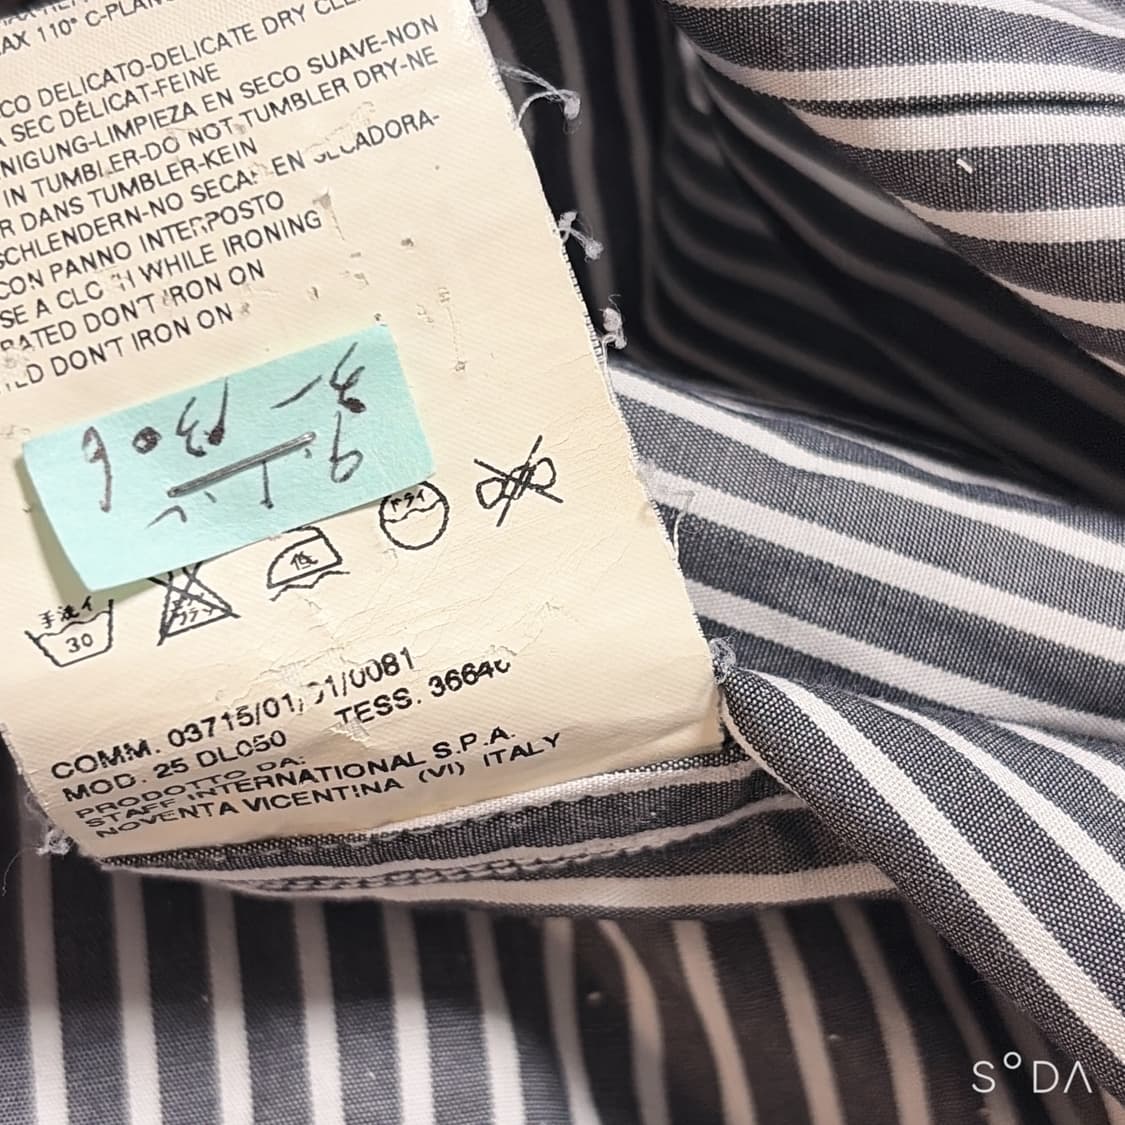 AX 110° C-PLAN
CO DELICATO-DELICATE DRY CLE
SEC DÉLICAT-FEINE
NIGUNG-LIMPIEZA EN SECO SUAVE-NON
IN TUMBLER-DO NOT TUMBLER DRY-NE
R DANS TUMBLER-KEIN
SCHLENDERN-NO SECAR EN SECADORA-
CON PANNO INTERPOSTO
SE A CLOTH WHILE IRONING
RATED DON'T IRON ON
ED DON'T IRON ON
ドライ
低
手洗イ
30
COMM. 03715/01/01/0081
MOD. 25 DL050 TESS. 36640
PRODOTTO DA:
STAFF INTERNATIONAL S.P.A.
NOVENTA VICENTINA (VI) ITALY
SODA